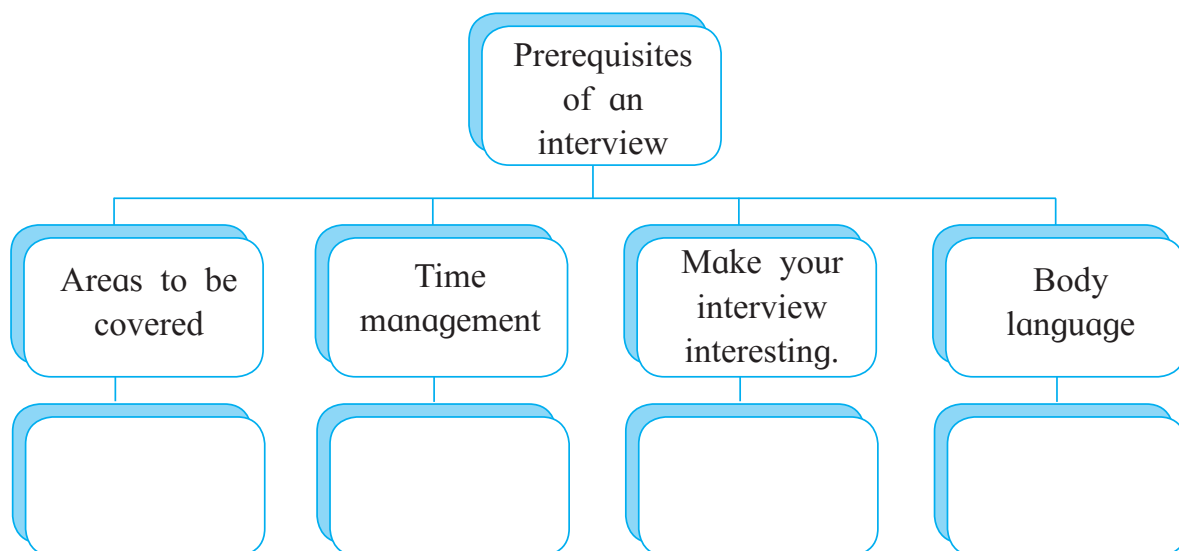 Prerequisites
of an
interview
Areas to be
covered
Time
management
Make your
interview
interesting.
Body
language